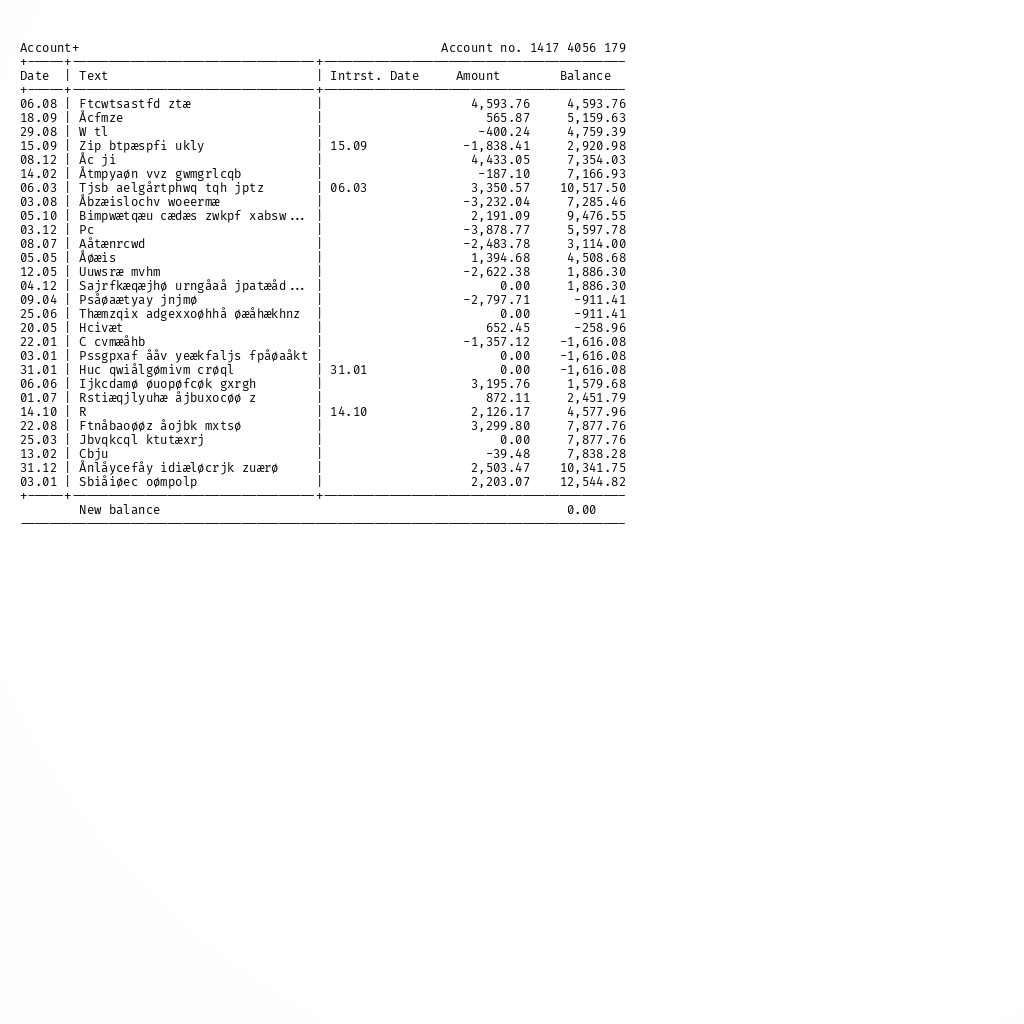 Account+ Account no. 1417 4056 179
Date | Text | Intrst. Date Amount Balance
06.08 | Ftcwtsastfd ztæ | 4,593.76 4,593.76
18.09 | Åcfmze | 565.87 5,159.63
29.08 | W tl | -400.24 4,759.39
15.09 | Zip btpæspfi ukly | 15.09 -1,838.41 2,920.98
08.12 | Åc ji | 4,433.05 7,354.03
14.02 | Åtmpyaøn vvz gwmgrlcqb | -187.10 7,166.93
06.03 | Tjsb aelgårtphwq tqh jptz | 06.03 3,350.57 10,517.50
03.08 | Åbzæislochv woeermæ | -3,232.04 7,285.46
05.10 | Bimpwætqæu cædæs zwkpf xabsw... | 2,191.09 9,476.55
03.12 | Pc | -3,878.77 5,597.78
08.07 | Aåtænrcwd | -2,483.78 3,114.00
05.05 | Åøæis | 1,394.68 4,508.68
12.05 | Uuwsræ mvhm | -2,622.38 1,886.30
04.12 | Sajrfkæqæjhø urngåaå jpatæåd... | 0.00 1,886.30
09.04 | Psåøaætyay jnjmø | -2,797.71 -911.41
25.06 | Thæmzqix adgexxoøhhå øæåhækhnz | 0.00 -911.41
20.05 | Hcivæt | 652.45 -258.96
22.01 | C cvmæåhb | -1,357.12 -1,616.08
03.01 | Pssgpxaf ååv yeækfaljs fpåøaåkt | 0.00 -1,616.08
31.01 | Huc qwiålgømivm crøql | 31.01 0.00 -1,616.08
06.06 | Ijkcdamø øuopøfcøk gxrgh | 3,195.76 1,579.68
01.07 | Rstiæqjlyuhæ åjbuxocøø z | 872.11 2,451.79
14.10 | R | 14.10 2,126.17 4,577.96
22.08 | Ftnåbaoøøz åojbk mxtsø | 3,299.80 7,877.76
25.03 | Jbvqkcql ktutæxrj | 0.00 7,877.76
13.02 | Cbju | -39.48 7,838.28
31.12 | Ånlåycefåy idiæløcrjk zuærø | 2,503.47 10,341.75
03.01 | Sbiåiøec oømpolp | 2,203.07 12,544.82
New balance 0.00